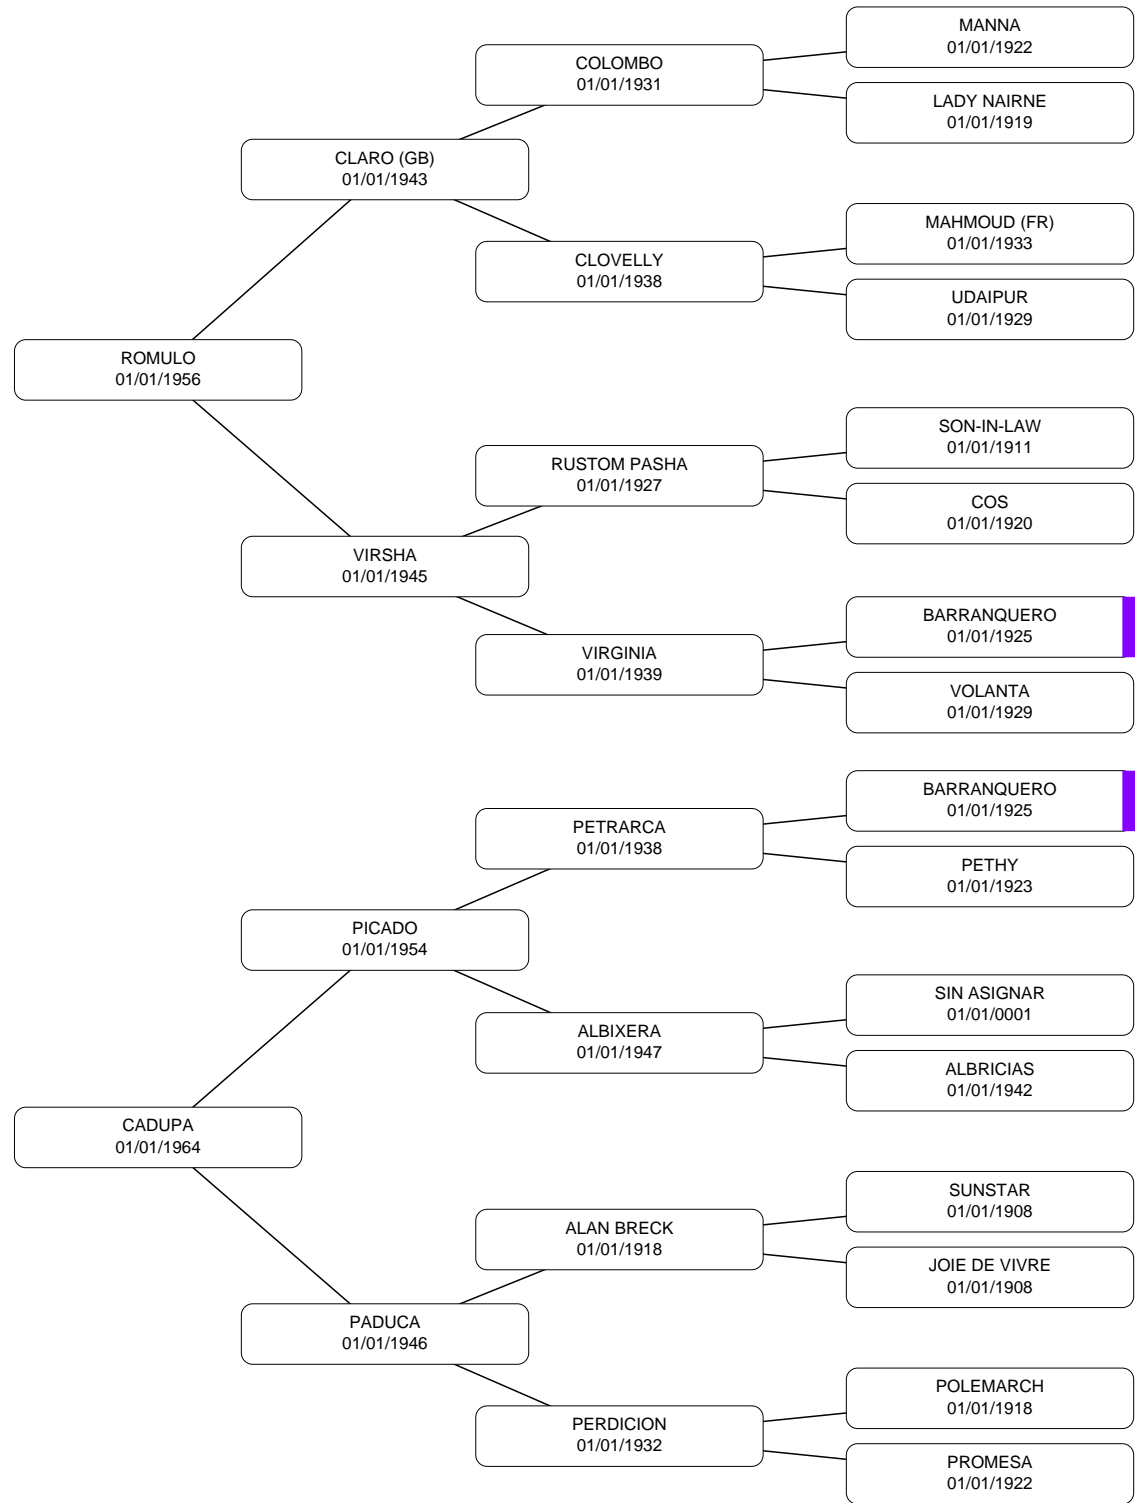 MANNA
01/01/1922
COLOMBO
01/01/1931
LADY NAIRNE
01/01/1919
CLARO (GB)
01/01/1943
MAHMOUD (FR)
01/01/1933
CLOVELLY
01/01/1938
UDAIPUR
01/01/1929
ROMULO
01/01/1956
SON-IN-LAW
01/01/1911
RUSTOM PASHA
01/01/1927
COS
01/01/1920
VIRSHA
01/01/1945
BARRANQUERO
01/01/1925
VIRGINIA
01/01/1939
VOLANTA
01/01/1929
BARRANQUERO
01/01/1925
PETRARCA
01/01/1938
PETHY
01/01/1923
PICADO
01/01/1954
SIN ASIGNAR
01/01/0001
ALBIXERA
01/01/1947
ALBRICIAS
01/01/1942
CADUPA
01/01/1964
SUNSTAR
01/01/1908
ALAN BRECK
01/01/1918
JOIE DE VIVRE
01/01/1908
PADUCA
01/01/1946
POLEMARCH
01/01/1918
PERDICION
01/01/1932
PROMESA
01/01/1922